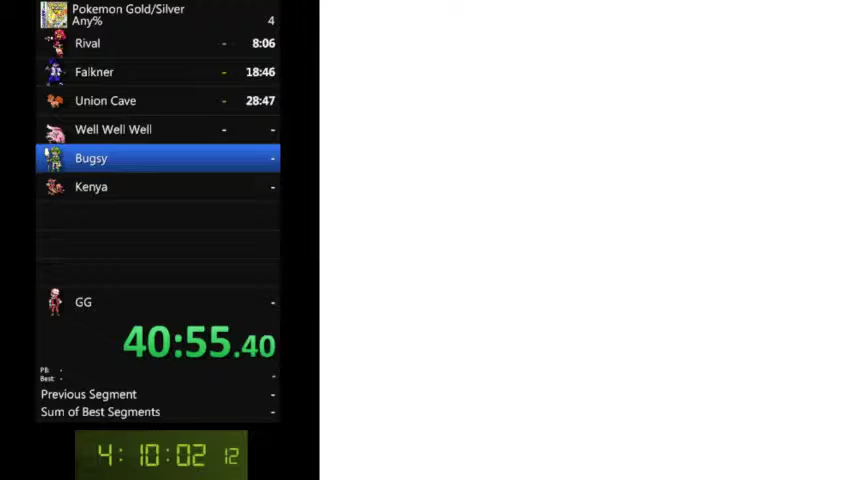 Pokemon Gold/Silver
Any% 4
Rival - 8:06
Falkner - 18:46
Union Cave - 28:47
Well Well Well - -
Bugsy -
Kenya -
GG -
40:55.40
PB: -
Best: - -
Previous Segment -
Sum of Best Segments -
4:10:02 12